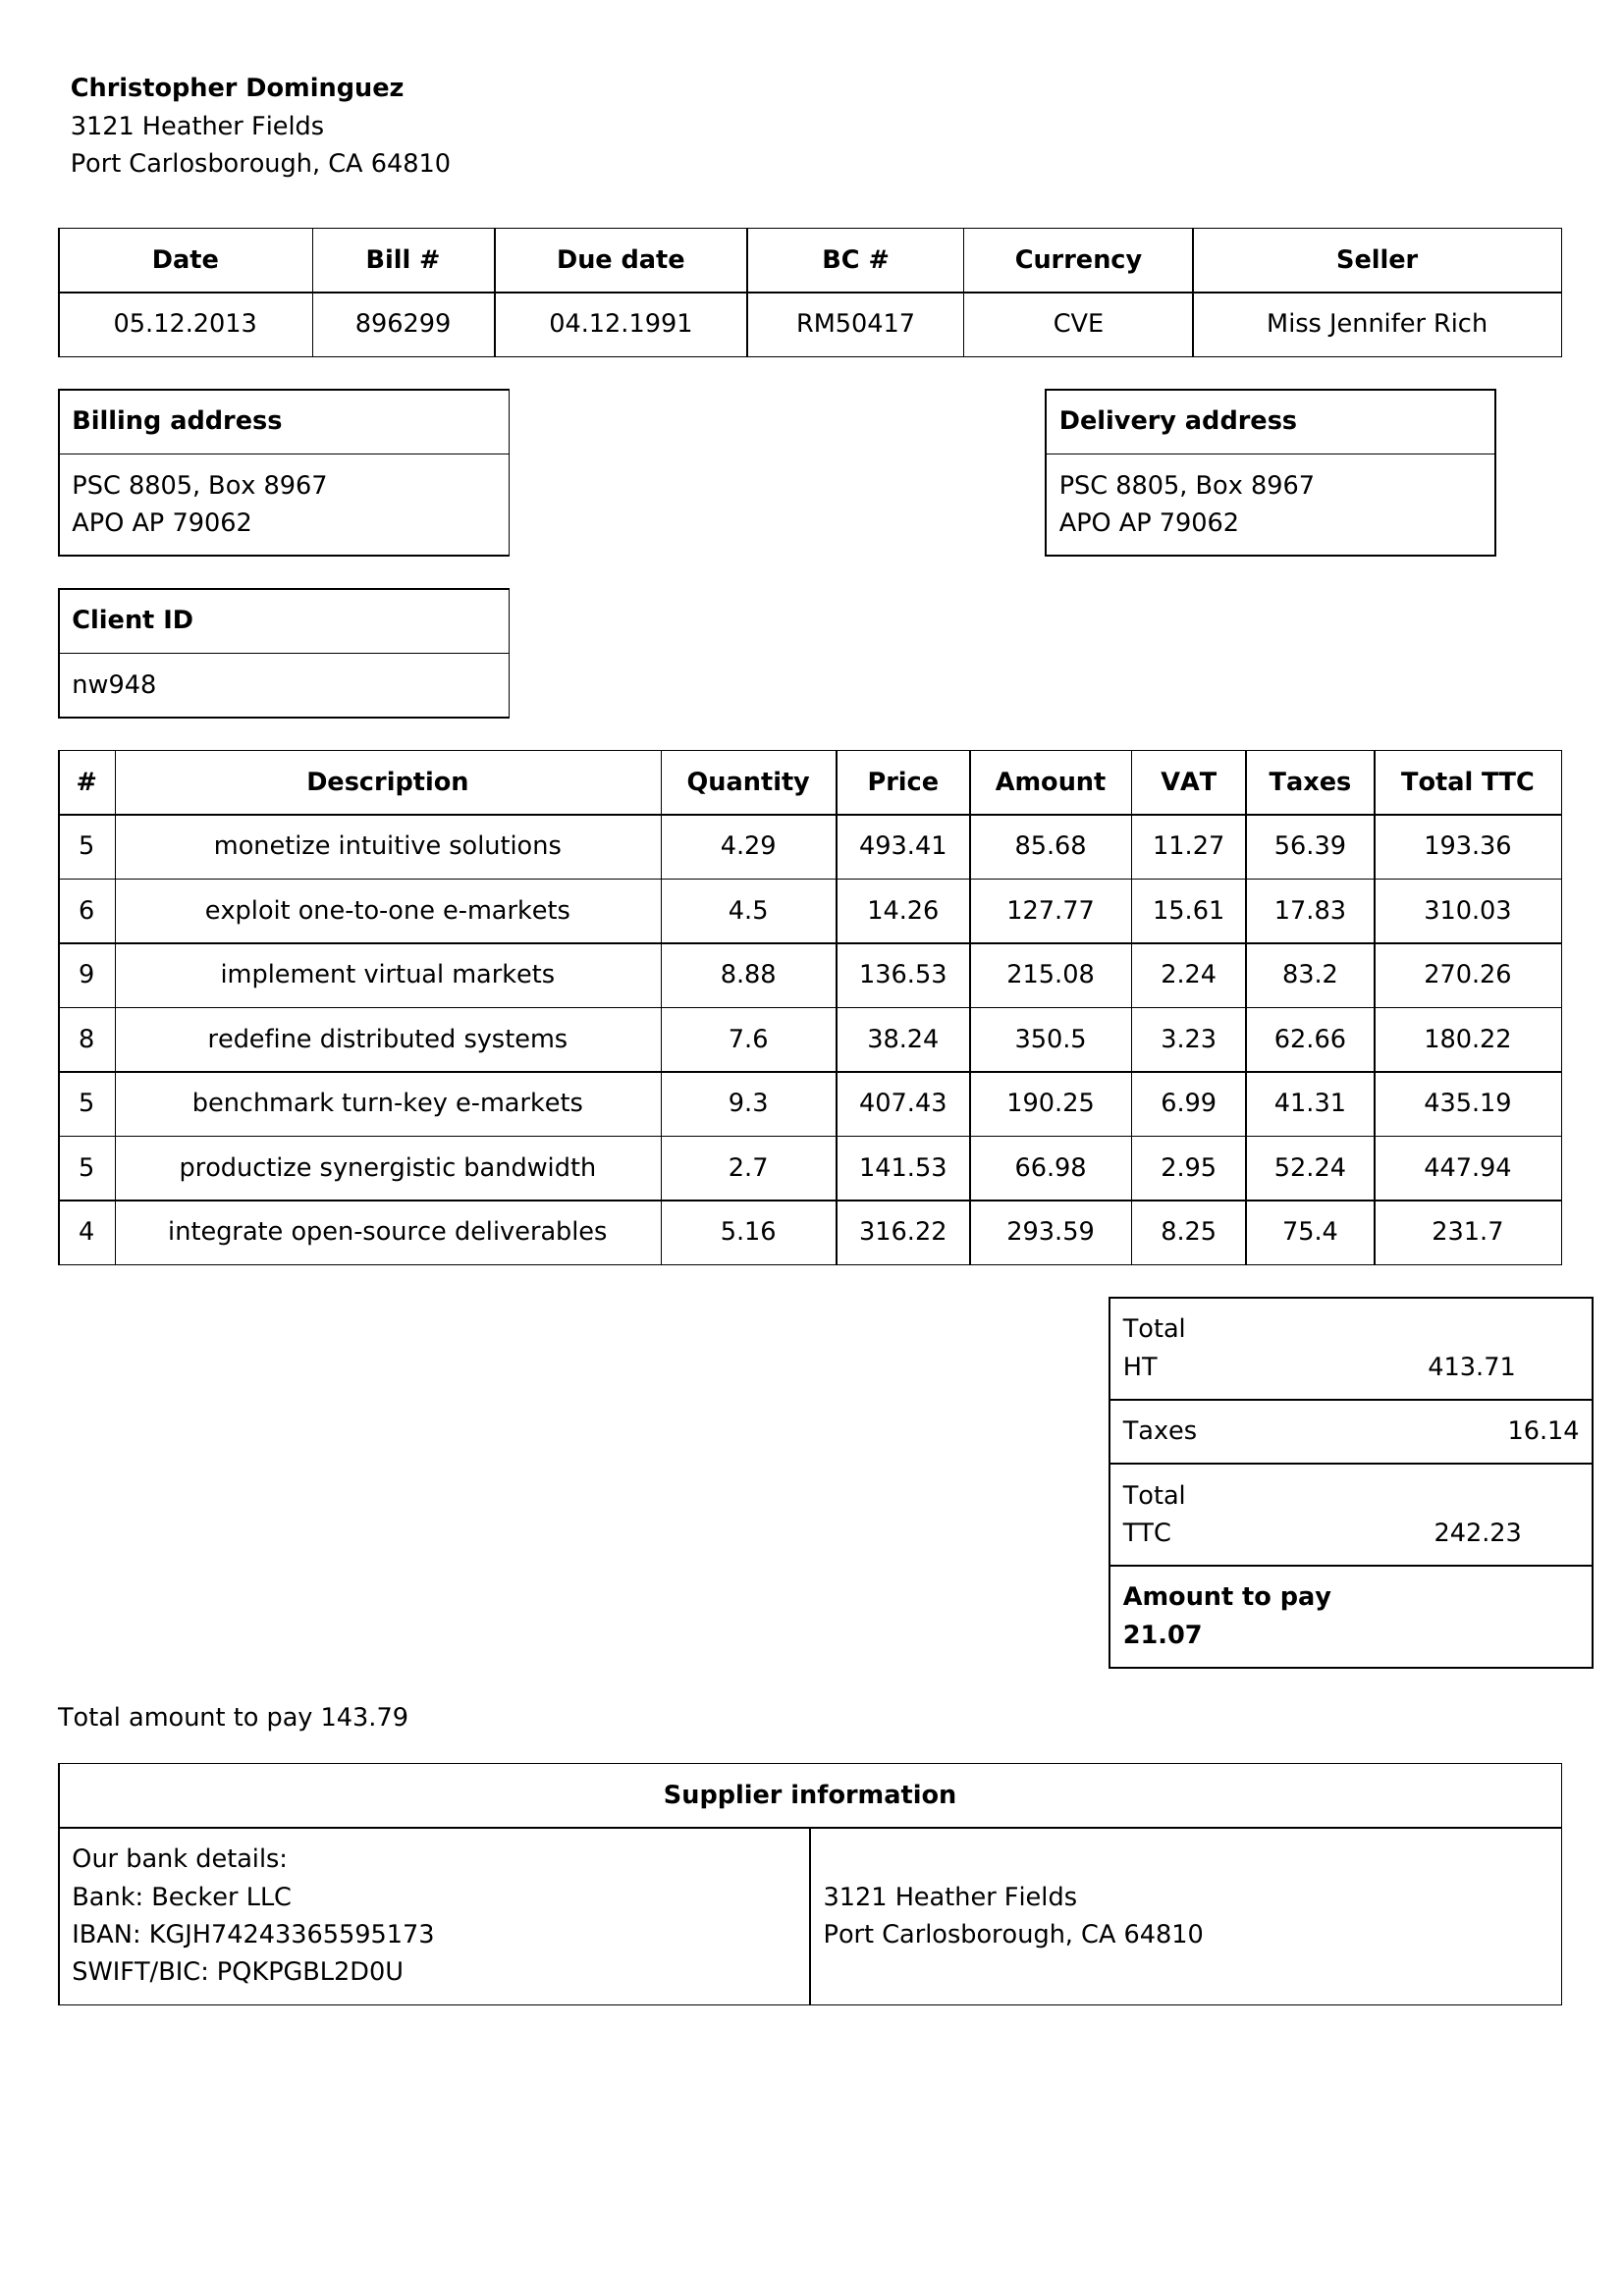 Christopher Dominguez
3121 Heather Fields
Port Carlosborough, CA 64810
Date Bill # Due date BC # Currency Seller
05.12.2013 896299 04.12.1991 RM50417 CVE Miss Jennifer Rich
Billing address
PSC 8805, Box 8967
APO AP 79062
Delivery address
PSC 8805, Box 8967
APO AP 79062
Client ID
nw948
# Description Quantity Price Amount VAT Taxes Total TTC
5 monetize intuitive solutions 4.29 493.41 85.68 11.27 56.39 193.36
6 exploit one-to-one e-markets 4.5 14.26 127.77 15.61 17.83 310.03
9 implement virtual markets 8.88 136.53 215.08 2.24 83.2 270.26
8 redefine distributed systems 7.6 38.24 350.5 3.23 62.66 180.22
5 benchmark turn-key e-markets 9.3 407.43 190.25 6.99 41.31 435.19
5 productize synergistic bandwidth 2.7 141.53 66.98 2.95 52.24 447.94
4 integrate open-source deliverables 5.16 316.22 293.59 8.25 75.4 231.7
Total
HT 413.71
Taxes 16.14
Total
TTC 242.23
Amount to pay
21.07
Total amount to pay 143.79
Supplier information
Our bank details:
Bank: Becker LLC
IBAN: KGJH74243365595173
SWIFT/BIC: PQKPGBL2D0U
3121 Heather Fields
Port Carlosborough, CA 64810